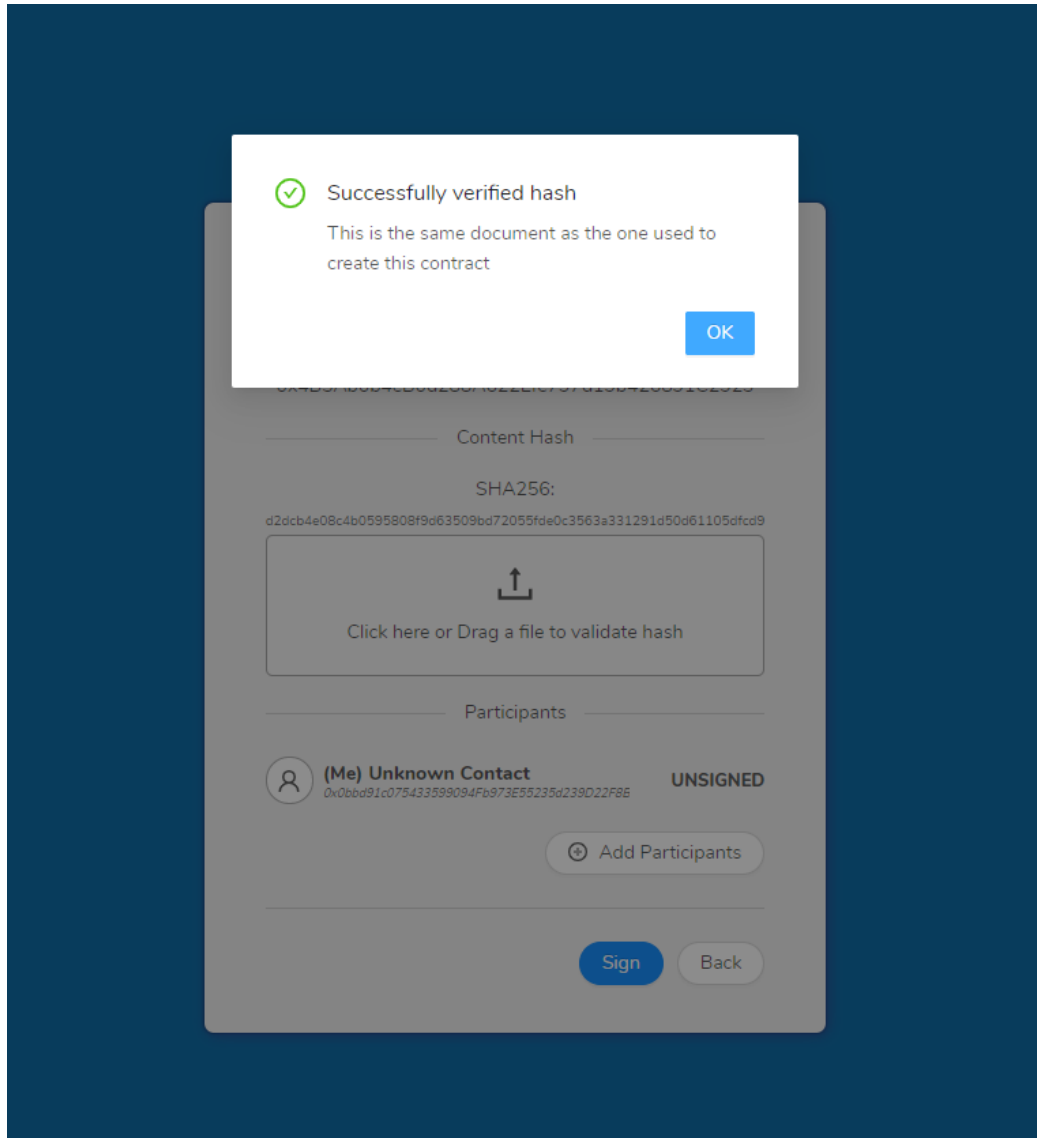 Successfully verified hash
This is the same document as the one used to
create this contract
OK
Content Hash
SHA256:
d2dcb4e08c4b0595808f9d63509bd72055fde0c3563a331291d50d61105dfcd9
Click here or Drag a file to validate hash
Participants
(Me) Unknown Contact
UNSIGNED
0x0bbd91c075433599094Fb973E55235d239D22F8E
Add Participants
Sign
Back